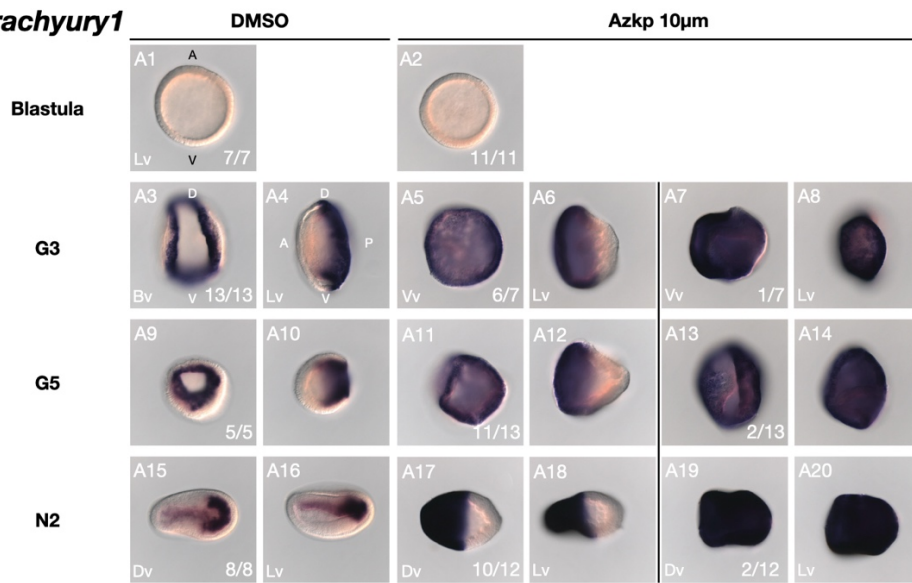 rachyury1
DMSO
Azkp 10µm
Blastula
A1 A A2
Lv V 7/7 11/11
G3
A3 D A4 D A5 A6 A7 A8
A P
Bv V 13/13 Lv V Vv 6/7 Lv Vv 1/7 Lv
G5
A9 A10 A11 A12 A13 A14
5/5 11/13 2/13
N2
A15 A16 A17 A18 A19 A20
Dv 8/8 Lv Dv 10/12 Lv Dv 2/12 Lv